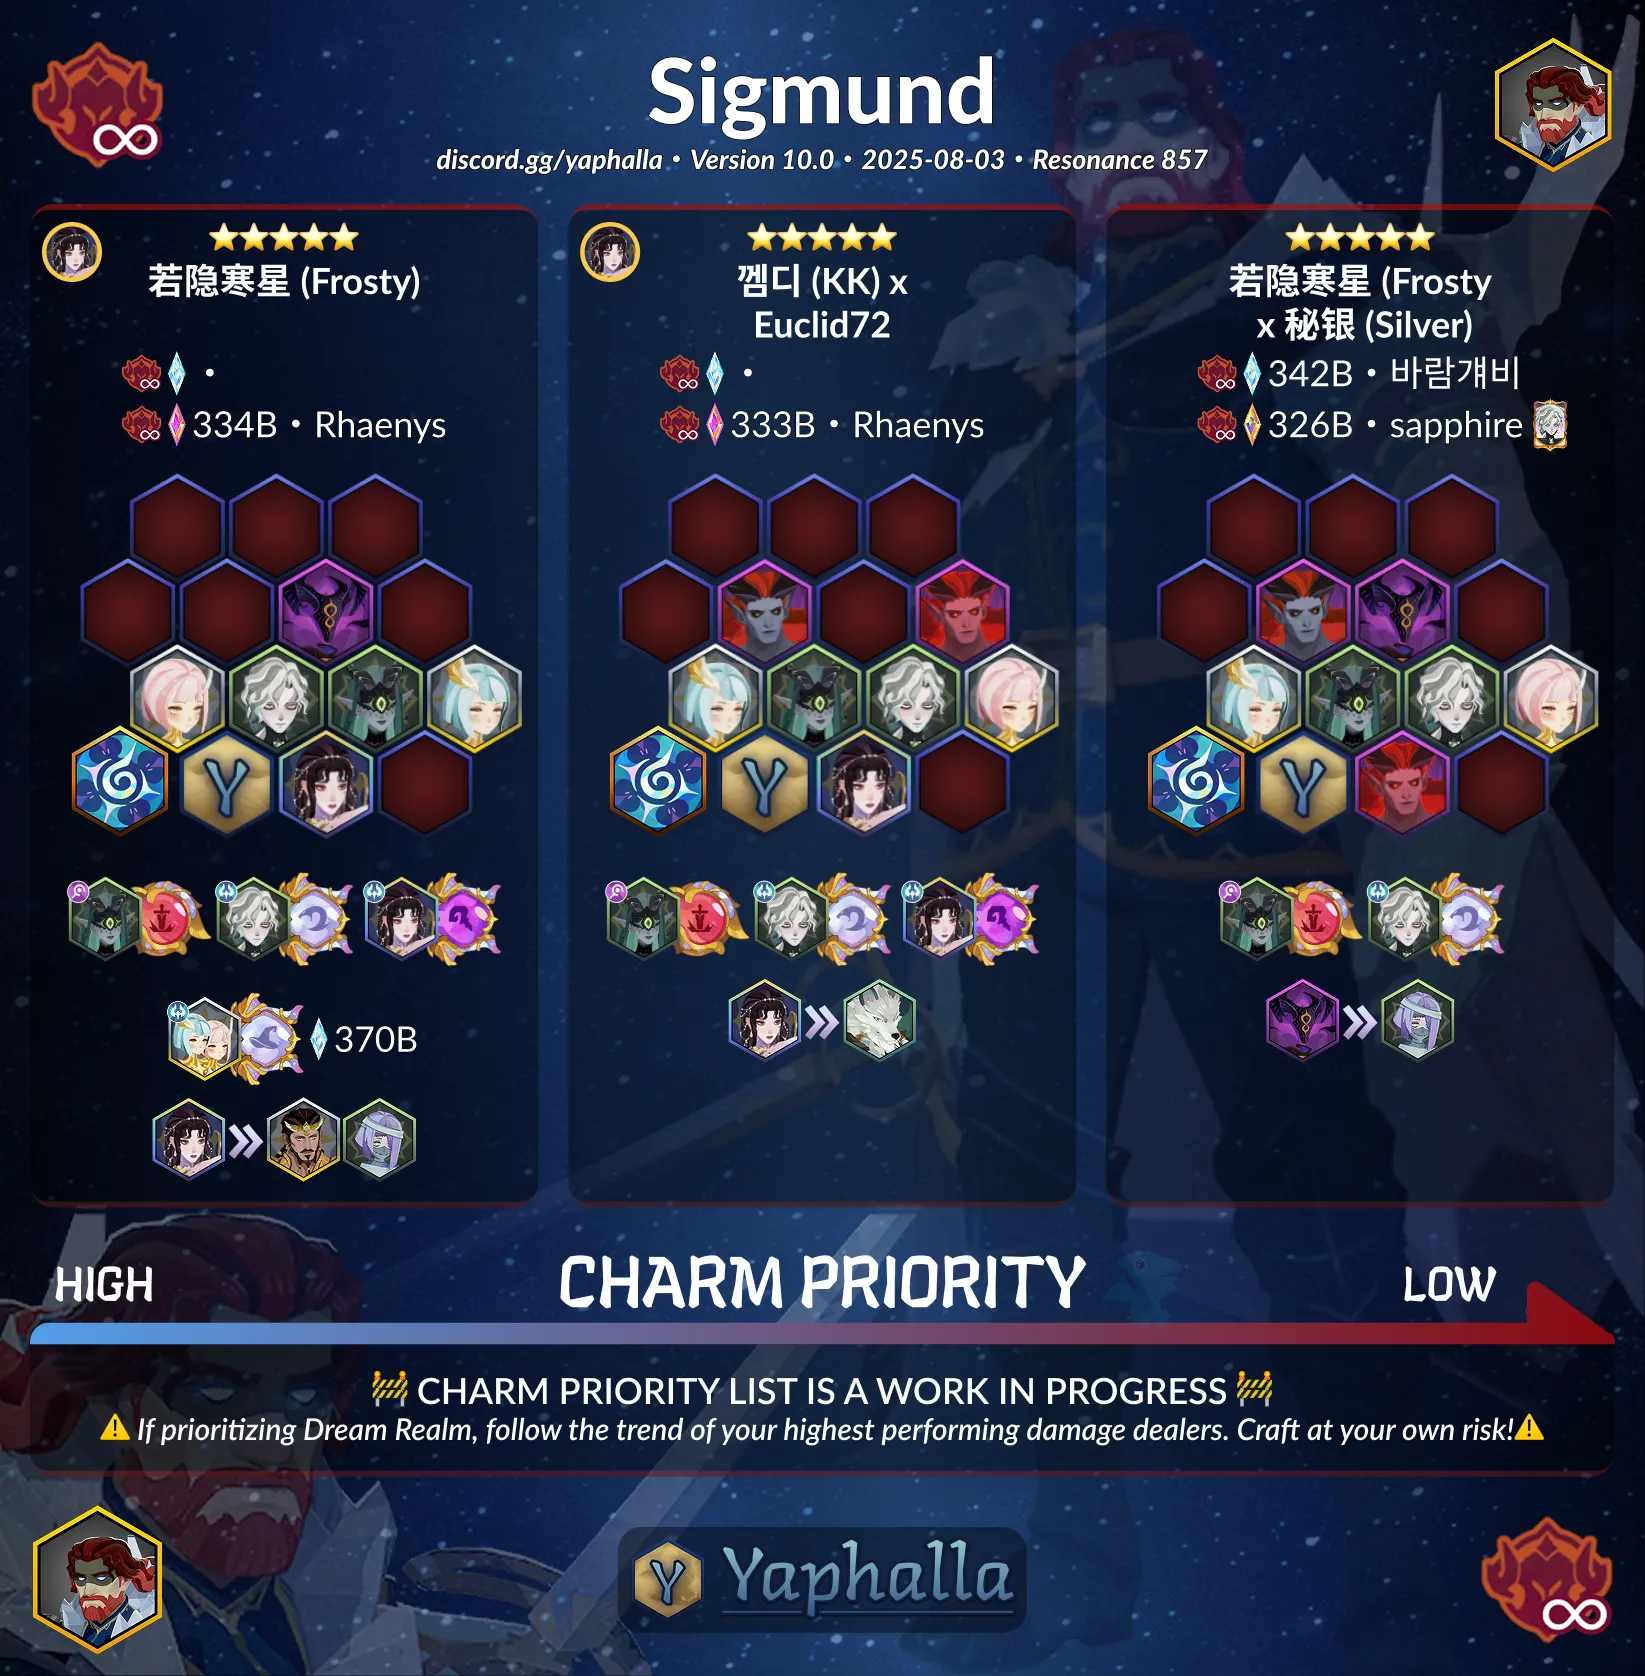 Sigmund
discord.gg/yaphalla • Version 10.0 • 2025-08-03 • Resonance 857
若隐寒星 (Frosty)
•
334B • Rhaenys
370B
껨디 (KK) x
Euclid72
•
333B • Rhaenys
若隐寒星 (Frosty
x 秘银 (Silver)
342B • 바람개비
326B • sapphire
HIGH
CHARM PRIORITY
LOW
CHARM PRIORITY LIST IS A WORK IN PROGRESS
If prioritizing Dream Realm, follow the trend of your highest performing damage dealers. Craft at your own risk!
Y Yaphalla